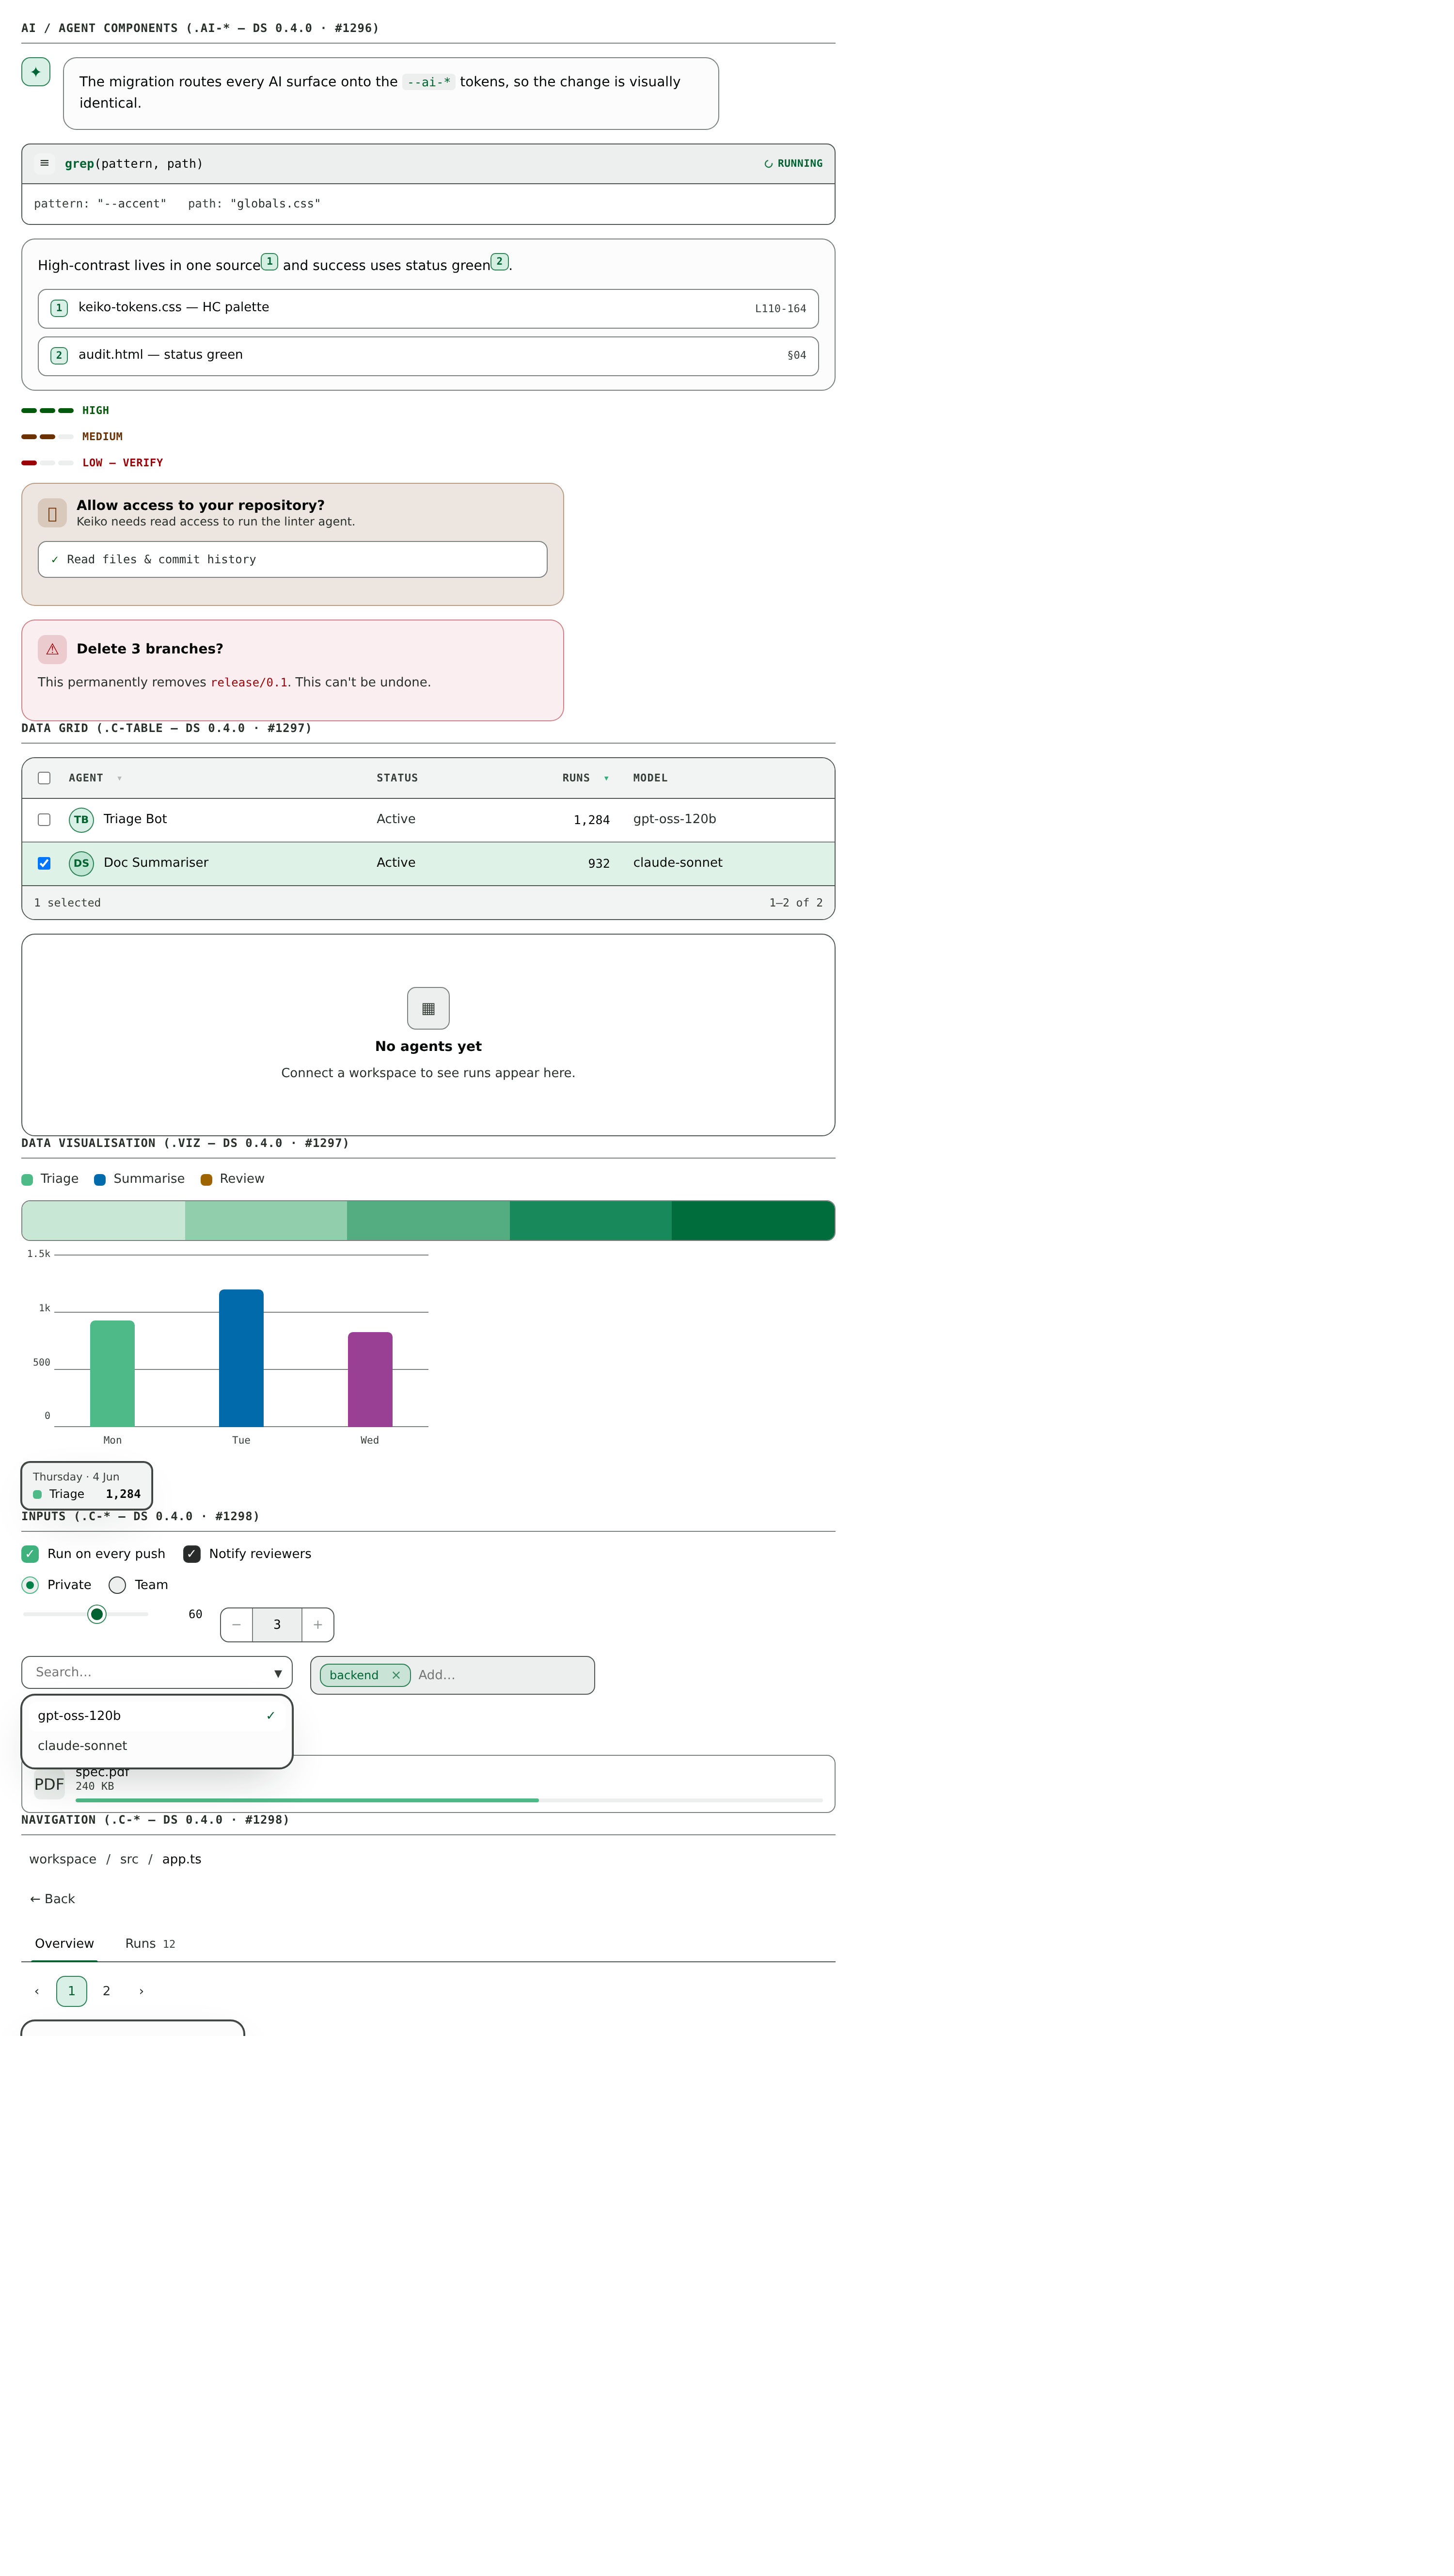 AI / AGENT COMPONENTS (.AI-* — DS 0.4.0 · #1296)
✦
The migration routes every AI surface onto the --ai-* tokens, so the change is visually
identical.
≡ grep(pattern, path) RUNNING
pattern: "--accent" path: "globals.css"
High-contrast lives in one source1 and success uses status green2.
1 keiko-tokens.css — HC palette L110-164
2 audit.html — status green §04
HIGH
MEDIUM
LOW — VERIFY
Allow access to your repository?
Keiko needs read access to run the linter agent.
✓ Read files & commit history
⚠ Delete 3 branches?
This permanently removes release/0.1. This can't be undone.
DATA GRID (.C-TABLE — DS 0.4.0 · #1297)
AGENT ▾ STATUS RUNS ▾ MODEL
TB Triage Bot Active 1,284 gpt-oss-120b
DS Doc Summariser Active 932 claude-sonnet
1 selected 1–2 of 2
▦
No agents yet
Connect a workspace to see runs appear here.
DATA VISUALISATION (.VIZ — DS 0.4.0 · #1297)
Triage Summarise Review
1.5k
1k
500
0
Mon Tue Wed
Thursday · 4 Jun
Triage 1,284
INPUTS (.C-* — DS 0.4.0 · #1298)
✓ Run on every push ✓ Notify reviewers
Private Team
60 − 3 +
Search… ▾ backend × Add…
gpt-oss-120b ✓
claude-sonnet
PDF spec.pdf
240 KB
NAVIGATION (.C-* — DS 0.4.0 · #1298)
workspace / src / app.ts
← Back
Overview Runs 12
‹ 1 2 ›